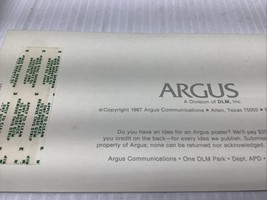 ARGUS
A Division of DLM, Inc.
©Copyright 1987 Argus Communications • Allen, Texas 75002 •
Do you have an idea for an Argus poster? We'll pay
you credit on the back—for every idea we publish. Submis
property of Argus; none can be returned nor acknowledged.
Argus Communications • One DLM Park • Dept. APD •